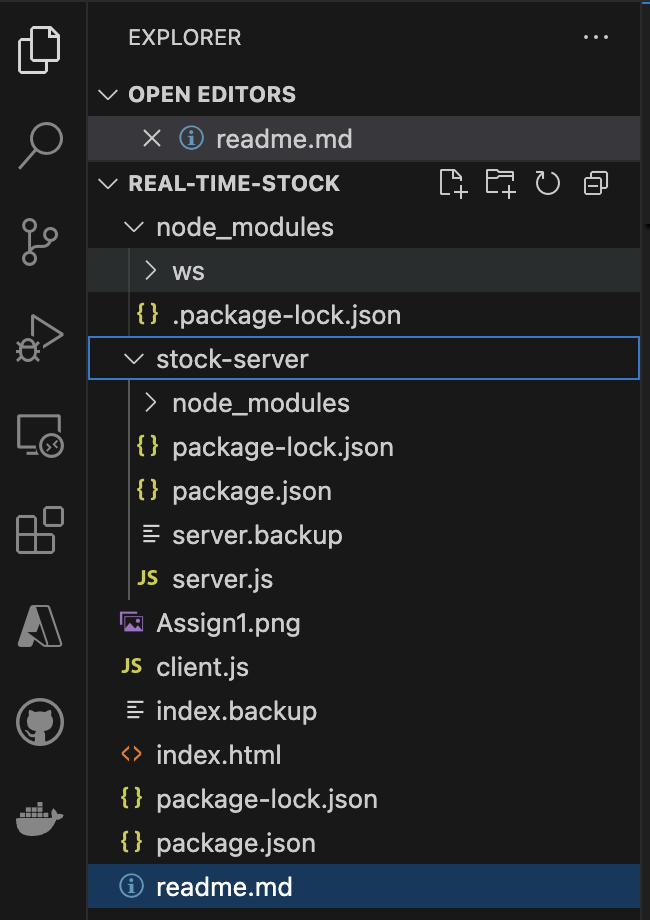 EXPLORER
OPEN EDITORS
readme.md
REAL-TIME-STOCK
node_modules
ws
{} .package-lock.json
stock-server
node_modules
{} package-lock.json
{} package.json
server.backup
JS server.js
Assign1.png
JS client.js
index.backup
<> index.html
{} package-lock.json
{} package.json
readme.md